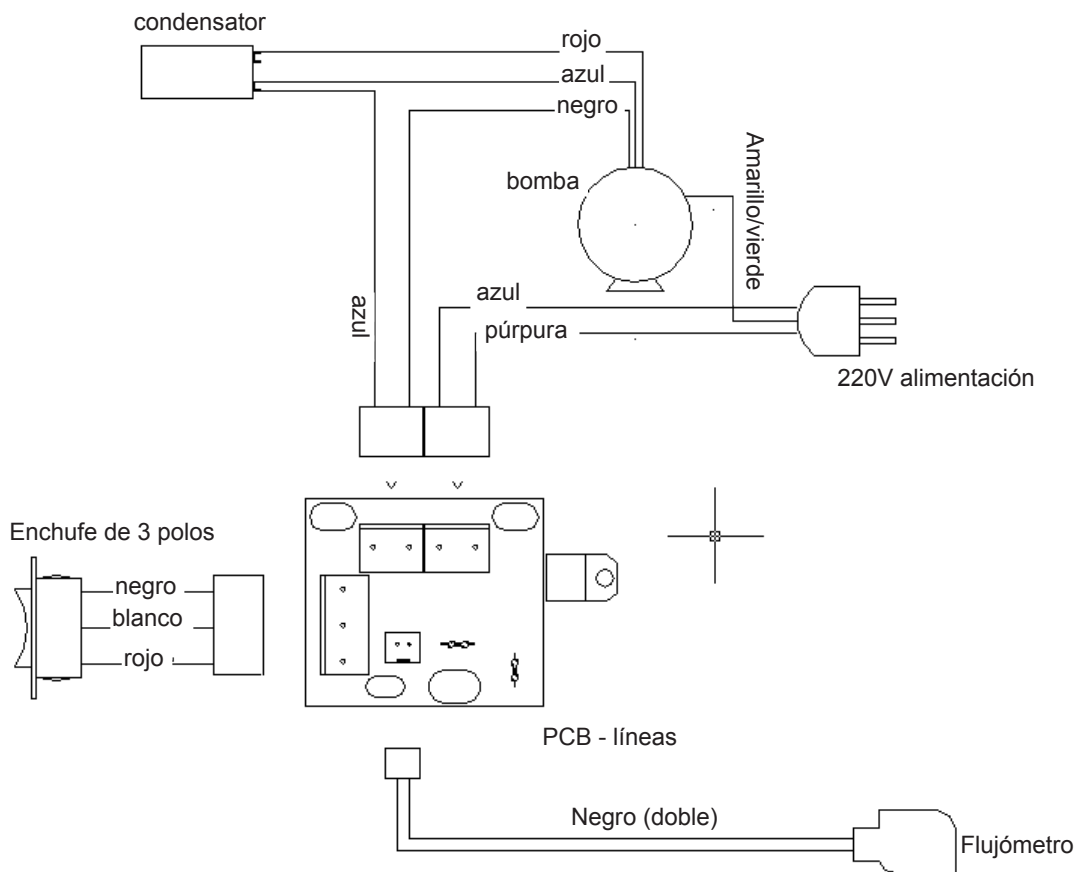 condensator
rojo
azul
negro
bomba
Amarillo/vierde
azul
azul
púrpura
220V alimentación
Enchufe de 3 polos
negro
blanco
rojo
PCB - líneas
Negro (doble)
Flujómetro